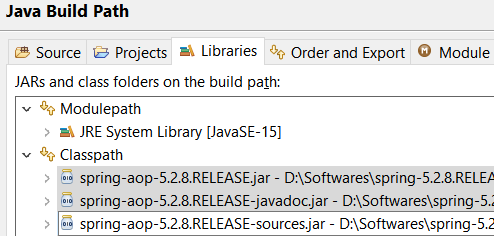 Java Build Path
Source Projects Libraries Order and Export Module
JARs and class folders on the build path:
Modulepath
JRE System Library [JavaSE-15]
Classpath
spring-aop-5.2.8.RELEASE.jar - D:\Softwares\spring-5.2.8.RELEA
spring-aop-5.2.8.RELEASE-javadoc.jar - D:\Softwares\spring-5.2
spring-aop-5.2.8.RELEASE-sources.jar - D:\Softwares\spring-5.2